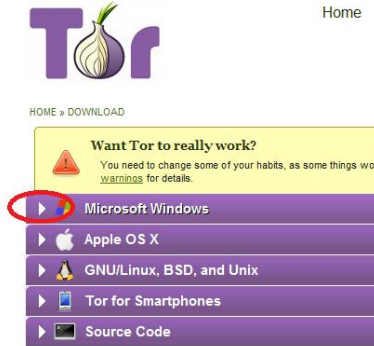 Tor
Home
HOME » DOWNLOAD
Want Tor to really work?
You need to change some of your habits, as some things wo
warnings for details.
Microsoft Windows
Apple OS X
GNU/Linux, BSD, and Unix
Tor for Smartphones
Source Code